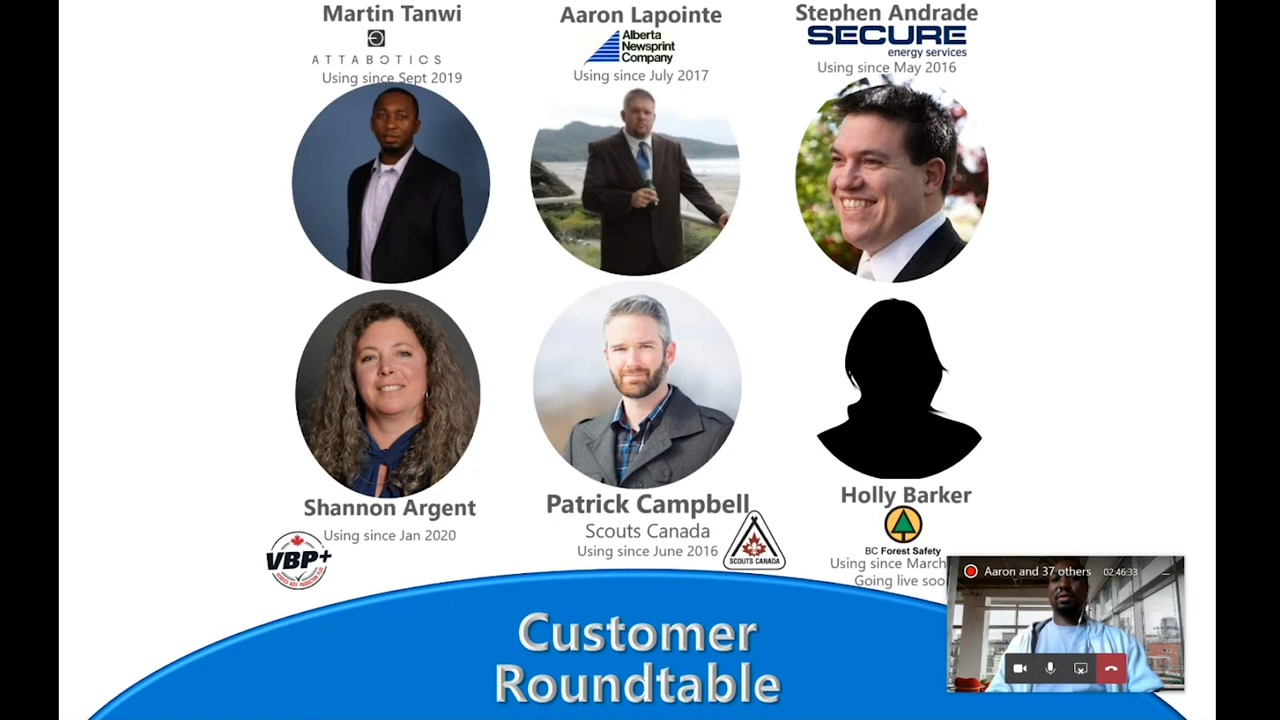 Martin Tanwi
ATTABOTICS
Using since Sept 2019
Aaron Lapointe
Alberta
Newsprint
Company
Using since July 2017
Stephen Andrade
SECURE
energy services
Using since May 2016
Shannon Argent
Using since Jan 2020
VBP+
Patrick Campbell
Scouts Canada
Using since June 2016
SCOUTS CANADA
Holly Barker
BC Forest Safety
Using since March
Going live soo
Aaron and 37 others
02:46:33
Customer
Roundtable